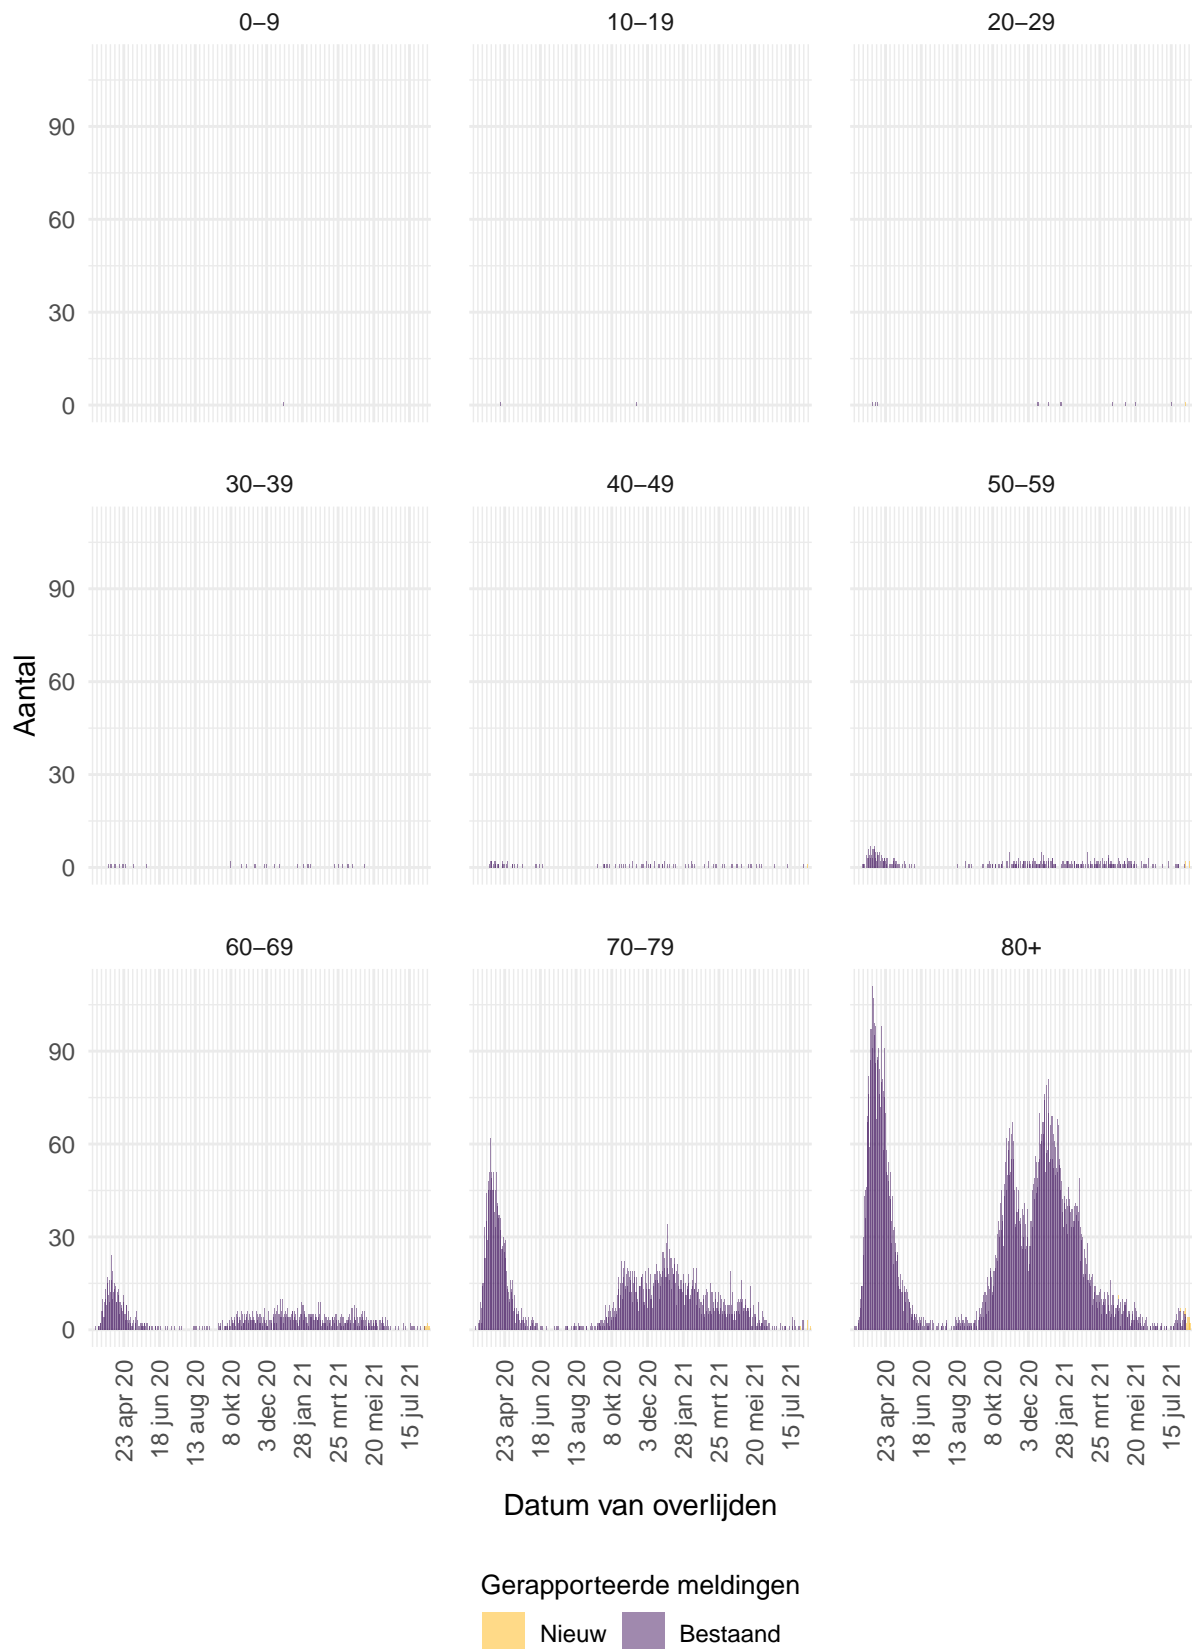 0–9 10–19 20–29
90
60
30
0
30–39 40–49 50–59
90
60
30
0
Aantal
60–69 70–79 80+
90
60
30
0
23 apr 20 18 jun 20 13 aug 20 8 okt 20 3 dec 20 28 jan 21 25 mrt 21 20 mei 21 15 jul 21
23 apr 20 18 jun 20 13 aug 20 8 okt 20 3 dec 20 28 jan 21 25 mrt 21 20 mei 21 15 jul 21
23 apr 20 18 jun 20 13 aug 20 8 okt 20 3 dec 20 28 jan 21 25 mrt 21 20 mei 21 15 jul 21
Datum van overlijden
Gerapporteerde meldingen
Nieuw Bestaand